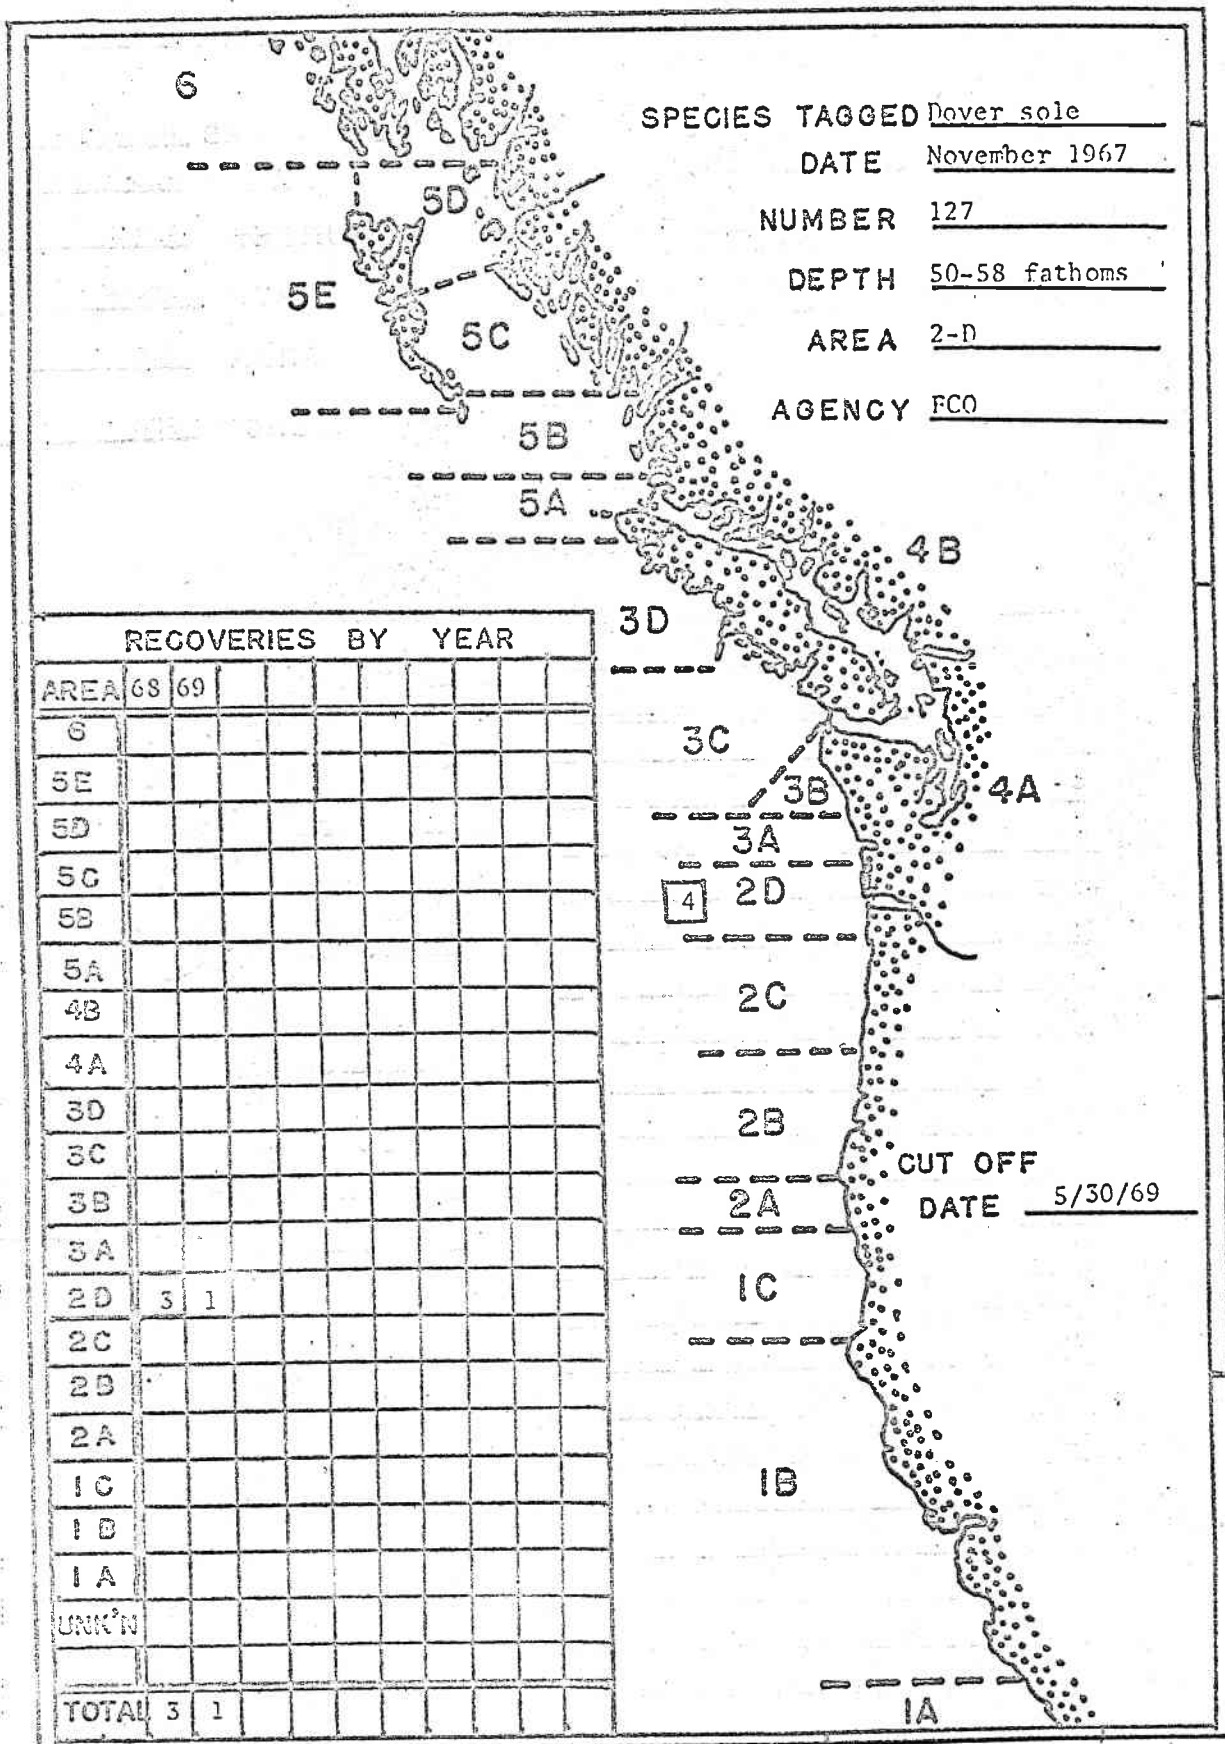 6
SPECIES TAGGED Dover sole
DATE November 1967
5D
NUMBER 127
5E
DEPTH 50-58 fathoms
5C
AREA 2-D
AGENCY FCO
5B
5A
4B
3D
3C
3B
4A
3A
4 2D
2C
2B
CUT OFF
2A
DATE 5/30/69
1C
1B
1A
RECOVERIES BY YEAR
AREA 68 69
6
5E
5D
5C
5B
5A
4B
4A
3D
3C
3B
3A
2D 3 1
2C
2B
2A
1C
1B
1A
UNK'N
TOTAL 3 1